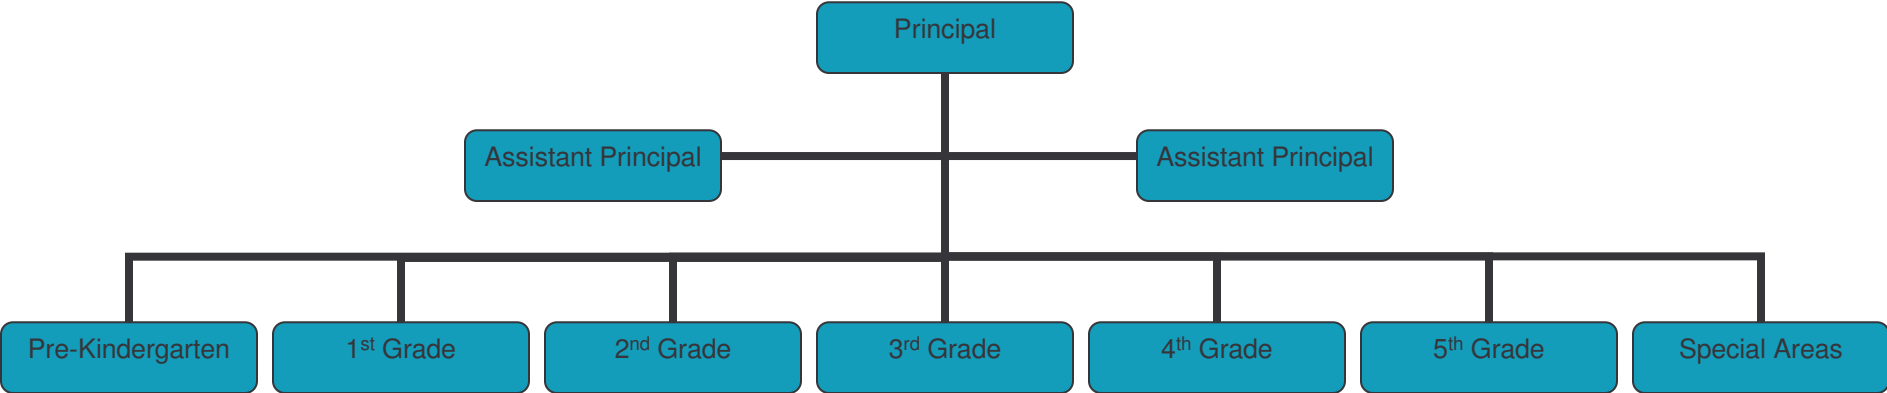 Principal
Assistant Principal
Assistant Principal
Pre-Kindergarten
1st Grade
2nd Grade
3rd Grade
4th Grade
5th Grade
Special Areas